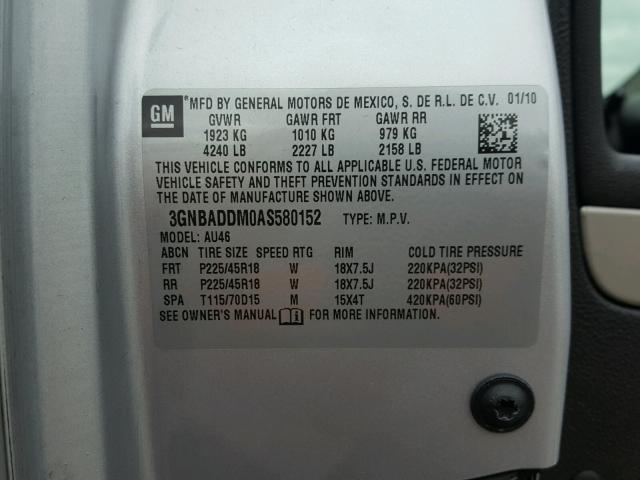 GM ® MFD BY GENERAL MOTORS DE MEXICO, S. DE R.L. DE C.V. 01/10
GVWR GAWR FRT GAWR RR
1923 KG 1010 KG 979 KG
4240 LB 2227 LB 2158 LB
THIS VEHICLE CONFORMS TO ALL APPLICABLE U.S. FEDERAL MOTOR
VEHICLE SAFETY AND THEFT PREVENTION STANDARDS IN EFFECT ON
THE DATE OF MANUFACTURE SHOWN ABOVE.
3GNBADDM0AS580152 TYPE: M.P.V.
MODEL: AU46
ABCN TIRE SIZE SPEED RTG RIM COLD TIRE PRESSURE
FRT P225/45R18 W 18X7.5J 220KPA(32PSI)
RR P225/45R18 W 18X7.5J 220KPA(32PSI)
SPA T115/70D15 M 15X4T 420KPA(60PSI)
SEE OWNER'S MANUAL FOR MORE INFORMATION.